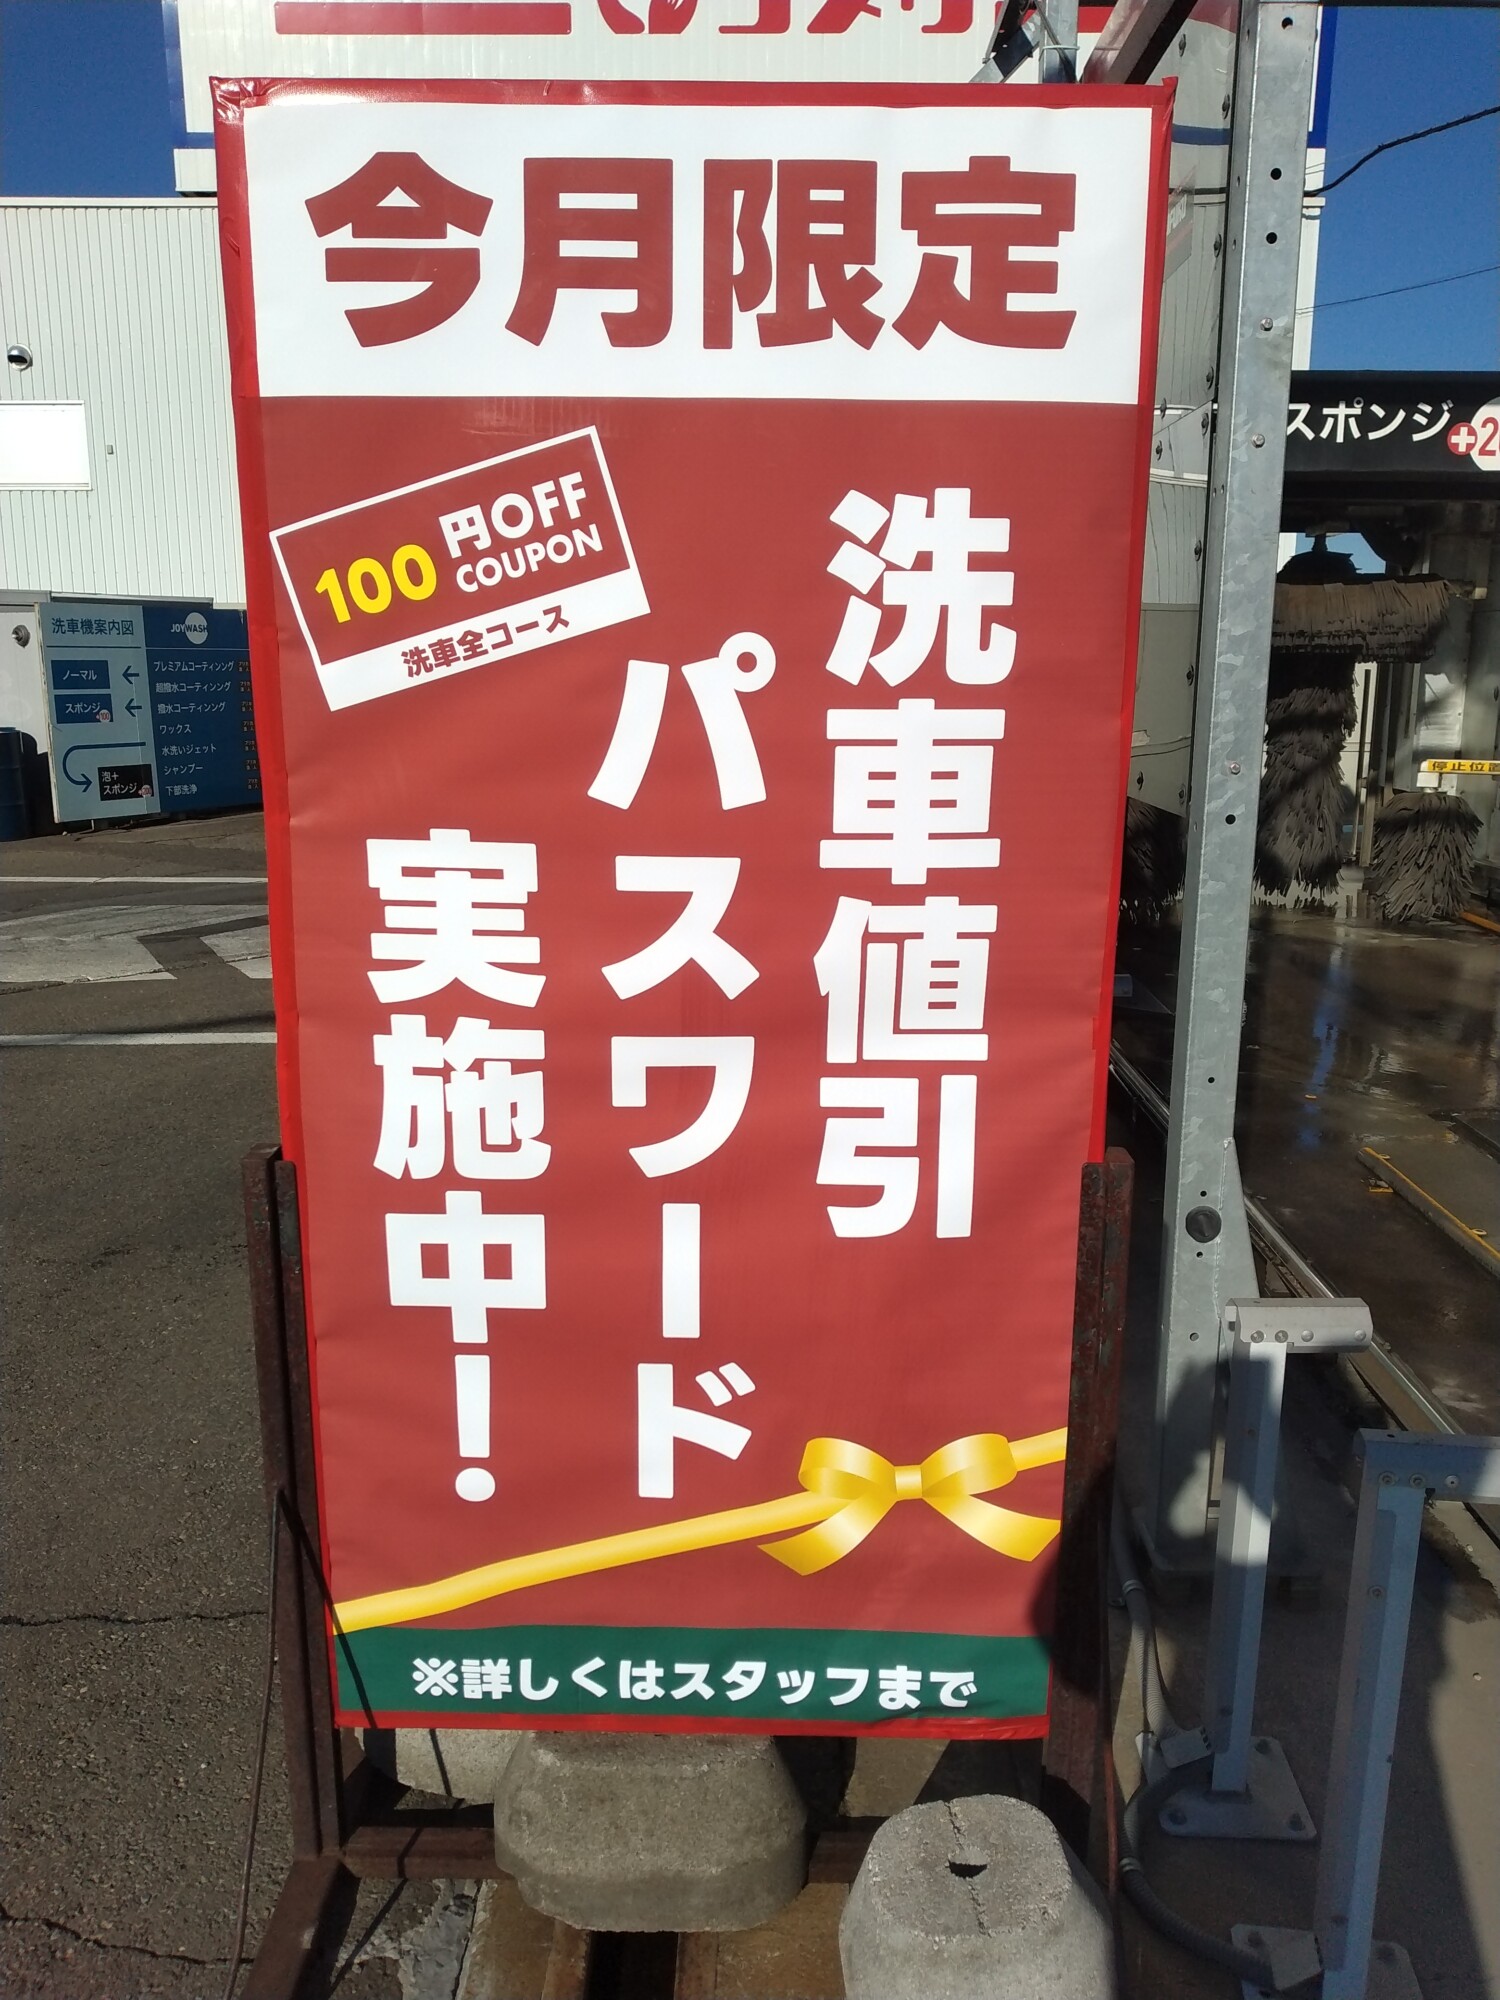 今月限定
100円OFF
COUPON
洗車全コース
洗車値引
パスワード
実施中!
※詳しくはスタッフまで
スポンジ
停止位置
洗車機案内図
JOYWASH
ノーマル
スポンジ
泡+
スポンジ
プレミアムコーティング
超撥水コーティング
撥水コーティング
ワックス
水洗いジェット
シャンプー
下部洗浄